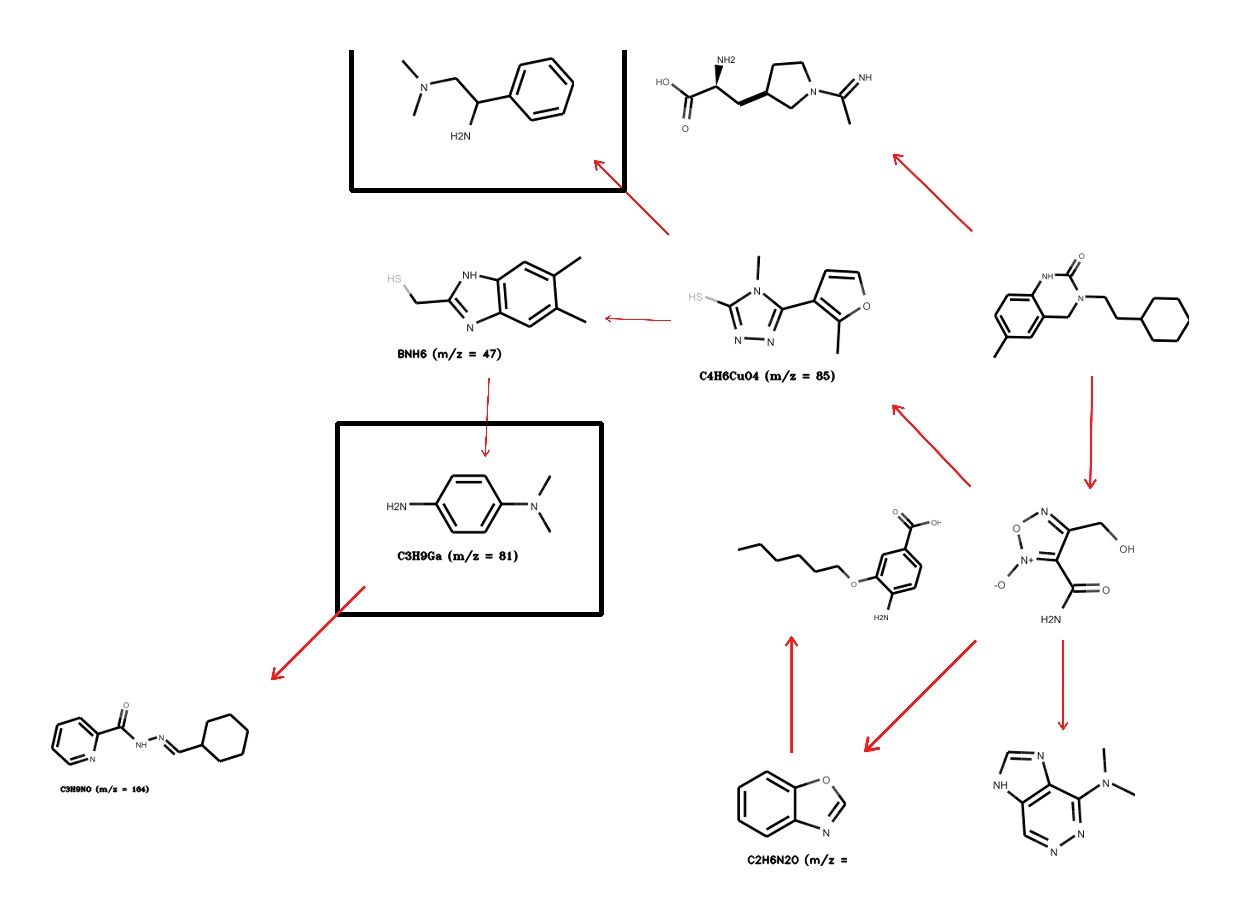 N
H2N
HO
O
NH2
N
NH
HS
NH
N
BNH6 (m/z = 47)
HS
N
N
N
O
C4H6CuO4 (m/z = 85)
NH
O
N
H2N
N
C3H9Ga (m/z = 81)
O
OH
O
H2N
O
N
N+
-O
OH
O
H2N
O
NH
N
N
C3H9NO (m/z = 164)
O
N
C2H6N2O (m/z =
N
NH
N
N
N